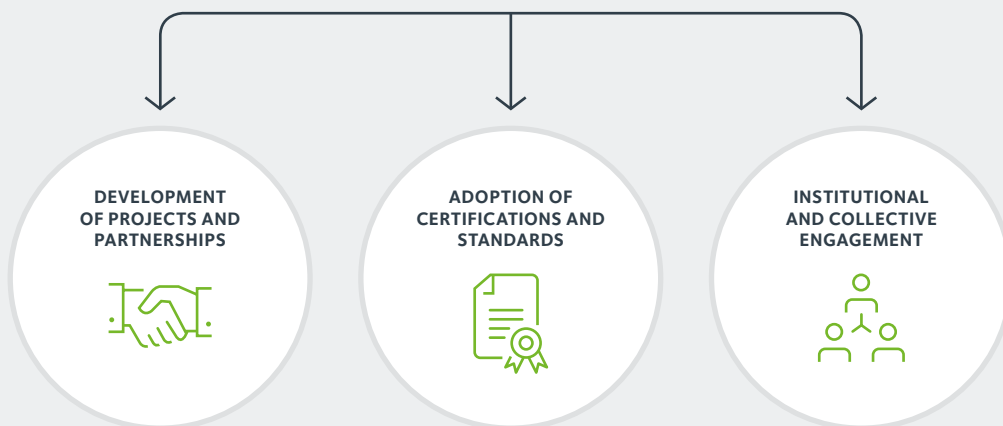 DEVELOPMENT
OF PROJECTS AND
PARTNERSHIPS
ADOPTION OF
CERTIFICATIONS AND
STANDARDS
INSTITUTIONAL
AND COLLECTIVE
ENGAGEMENT